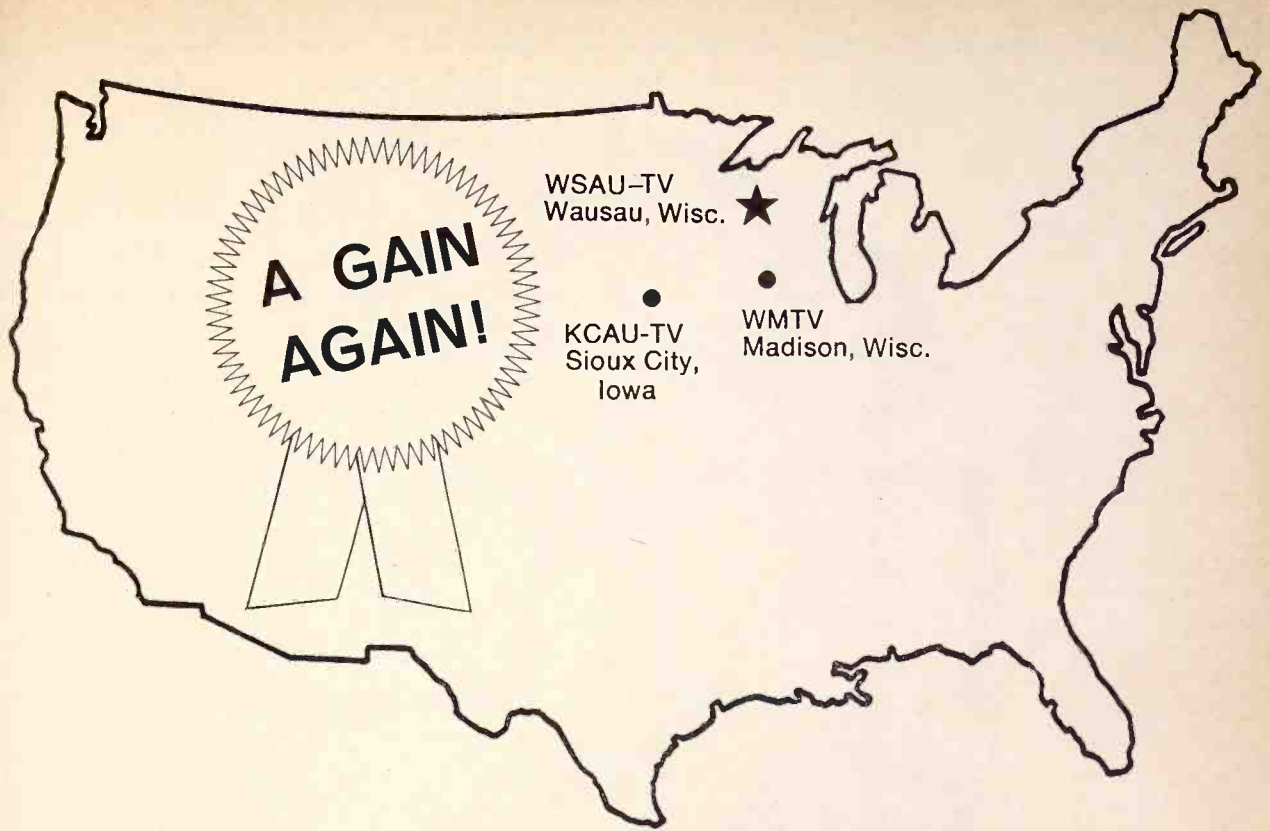 A GAIN
AGAIN!
WSAU-TV
Wausau, Wisc.
KCAU-TV
Sioux City,
Iowa
WMTV
Madison, Wisc.